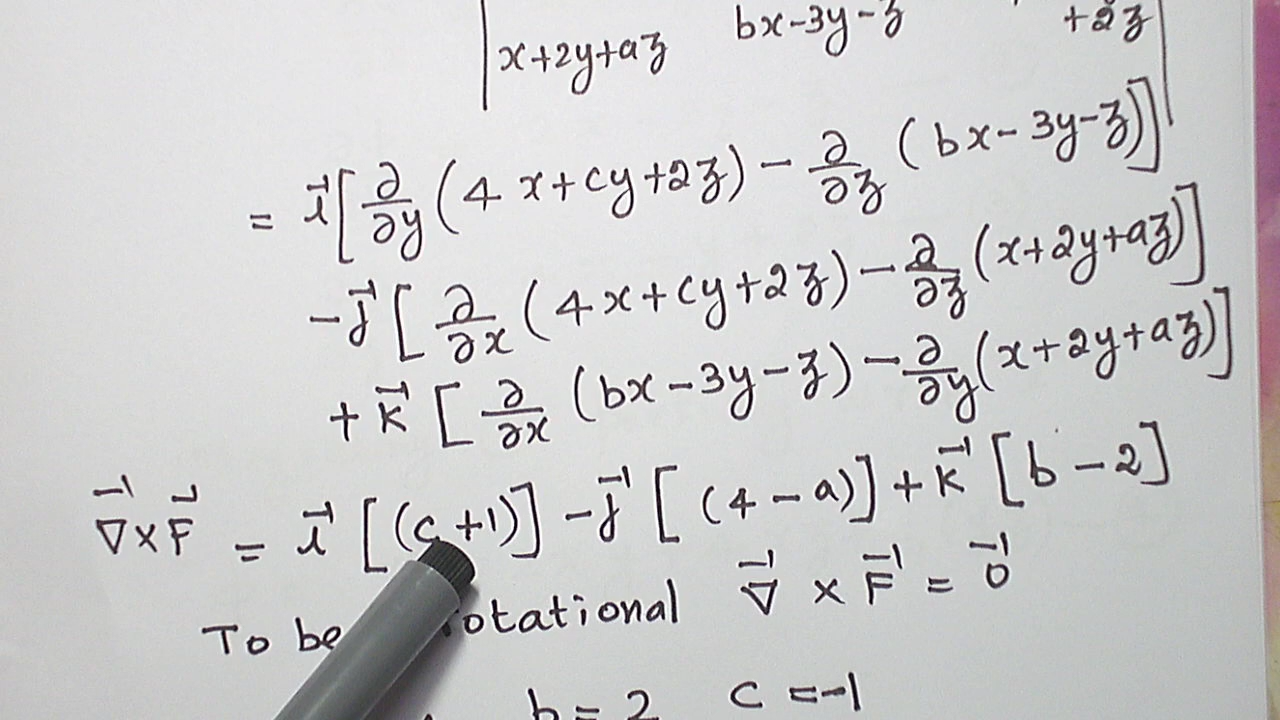 x+2y+az bx-3y-z +2z
= i⃗[∂/∂y(4x+cy+2z) - ∂/∂z(bx-3y-z)]
-j⃗[∂/∂x(4x+cy+2z) - ∂/∂z(x+2y+az)]
+k⃗[∂/∂x(bx-3y-z) - ∂/∂y(x+2y+az)]
∇⃗×F⃗ = i⃗[(c+1)] -j⃗[(4-a)] +k⃗[b-2]
To be ∇⃗×F⃗ = 0⃗
b=2 c=-1